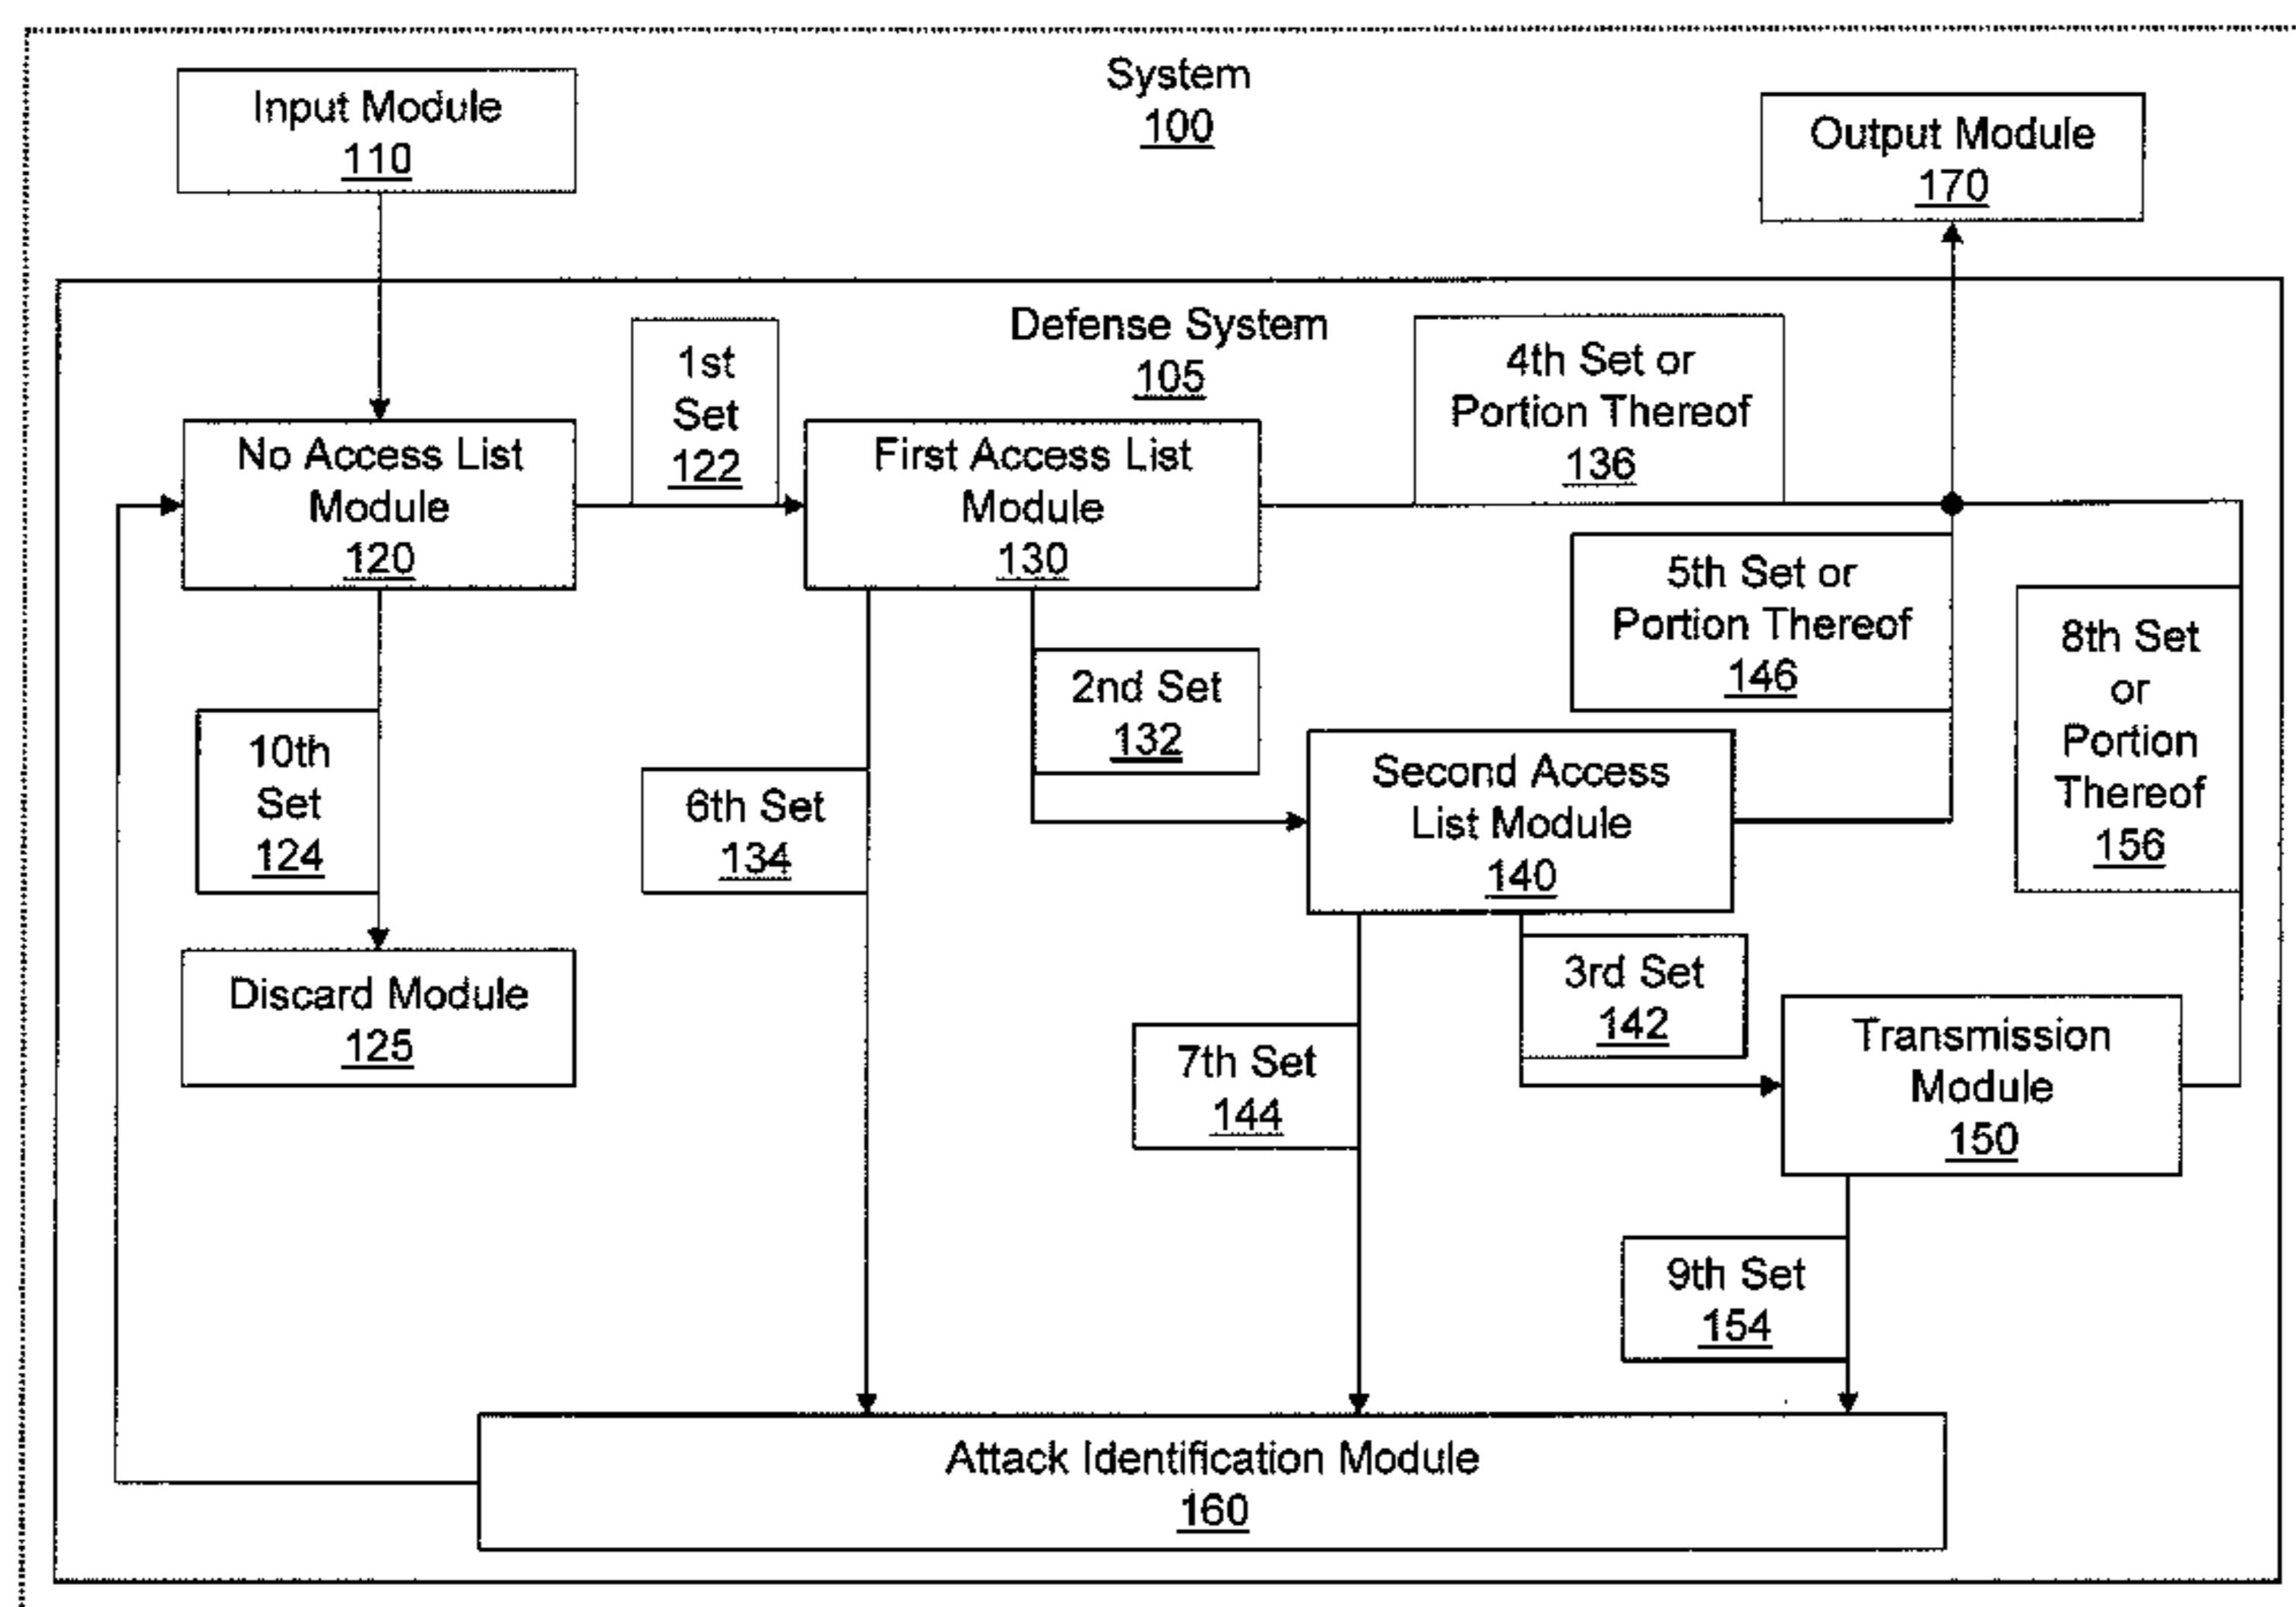 System
100
Input Module
110
Output Module
170
Defense System
105
1st
Set
122
4th Set or
Portion Thereof
136
No Access List
Module
120
First Access List
Module
130
5th Set or
Portion Thereof
146
8th Set
or
Portion
Thereof
156
2nd Set
132
10th
Set
124
6th Set
134
Second Access
List Module
140
Discard Module
125
3rd Set
142
7th Set
144
Transmission
Module
150
9th Set
154
Attack Identification Module
160